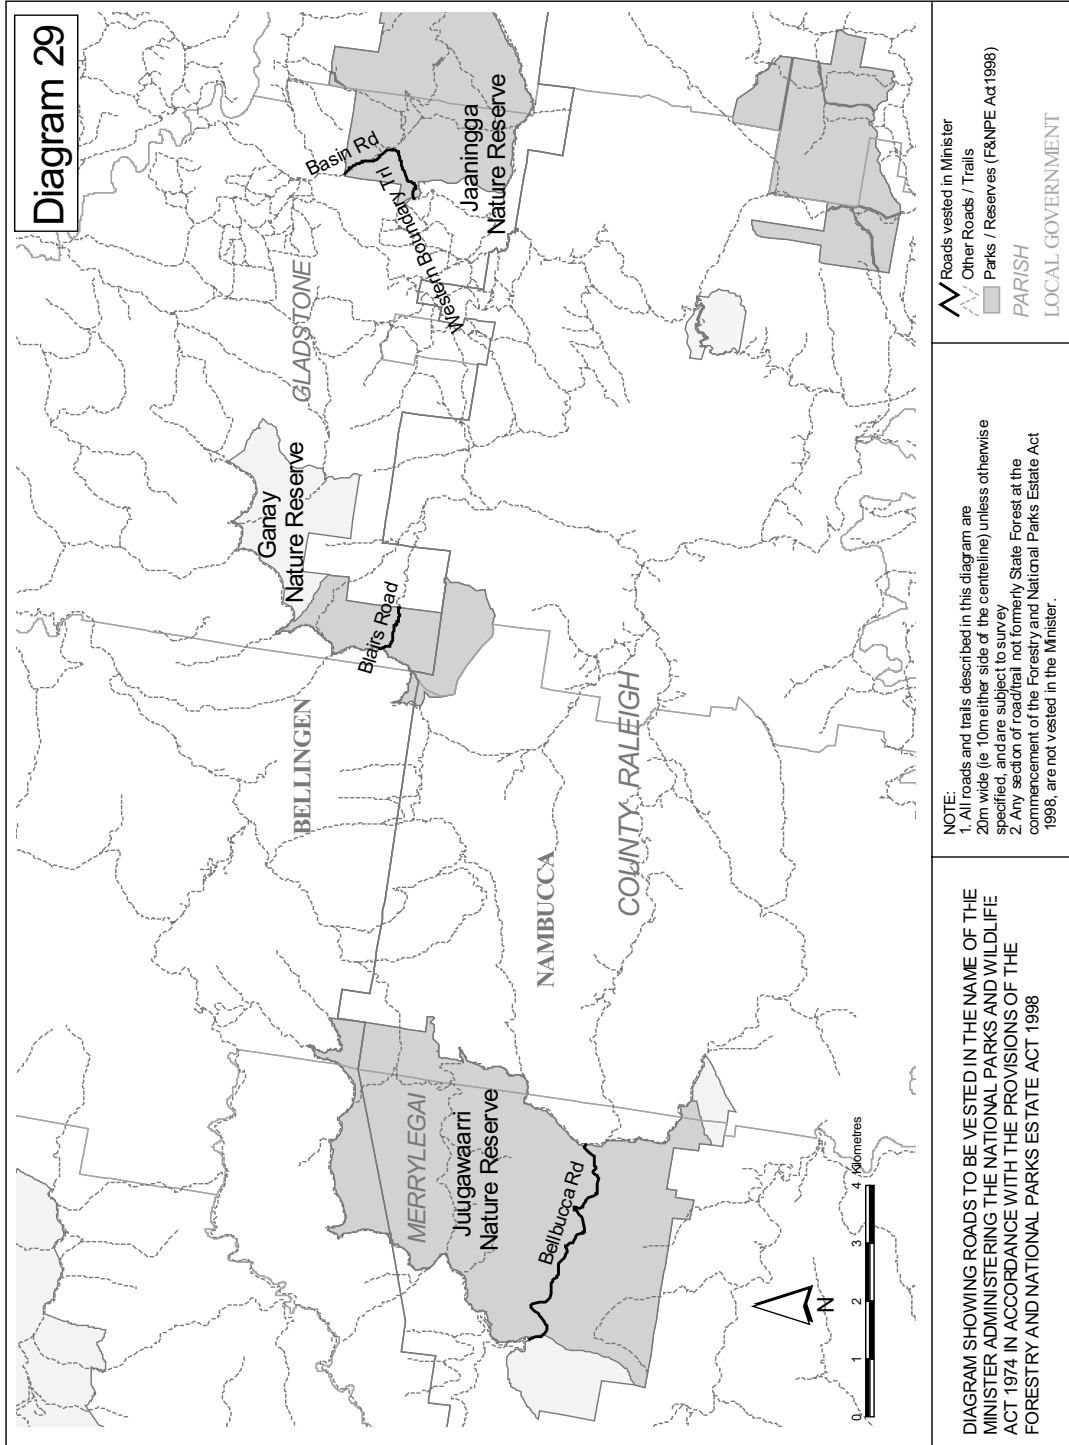 Diagram 29
Basin Rd
Western Boundary Trl
Jaaningga
Nature Reserve
GLADSTONE
Ganay
Nature Reserve
Blairs Road
BELLINGEN
NAMBUCCA
COUNTY RALEIGH
MERRYLEGAI
Juugawaarri
Nature Reserve
Bellbucca Rd
N
0 1 2 3 4 Kilometres
DIAGRAM SHOWING ROADS TO BE VESTED IN THE NAME OF THE
MINISTER ADMINISTERING THE NATIONAL PARKS AND WILDLIFE
ACT 1974 IN ACCORDANCE WITH THE PROVISIONS OF THE
FORESTRY AND NATIONAL PARKS ESTATE ACT 1998
NOTE:
1. All roads and trails described in this diagram are
20m wide (ie 10m either side of the centreline) unless otherwise
specified, and are subject to survey
2. Any section of road/trail not formerly State Forest at the
commencement of the Forestry and National Parks Estate Act
1998, are not vested in the Minister.
Roads vested in Minister
Other Roads / Trails
Parks / Reserves (F&NPE Act 1998)
PARISH
LOCAL GOVERNMENT